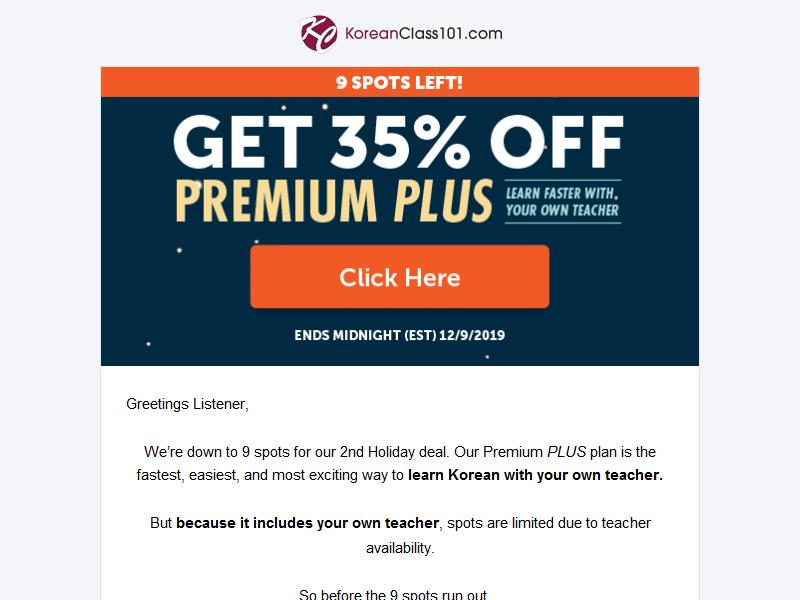 KoreanClass101.com
9 SPOTS LEFT!
GET 35% OFF
PREMIUM PLUS
LEARN FASTER WITH
YOUR OWN TEACHER
Click Here
ENDS MIDNIGHT (EST) 12/9/2019
Greetings Listener,
We’re down to 9 spots for our 2nd Holiday deal. Our Premium PLUS plan is the
fastest, easiest, and most exciting way to learn Korean with your own teacher.
But because it includes your own teacher, spots are limited due to teacher
availability.
So before the 9 spots run out